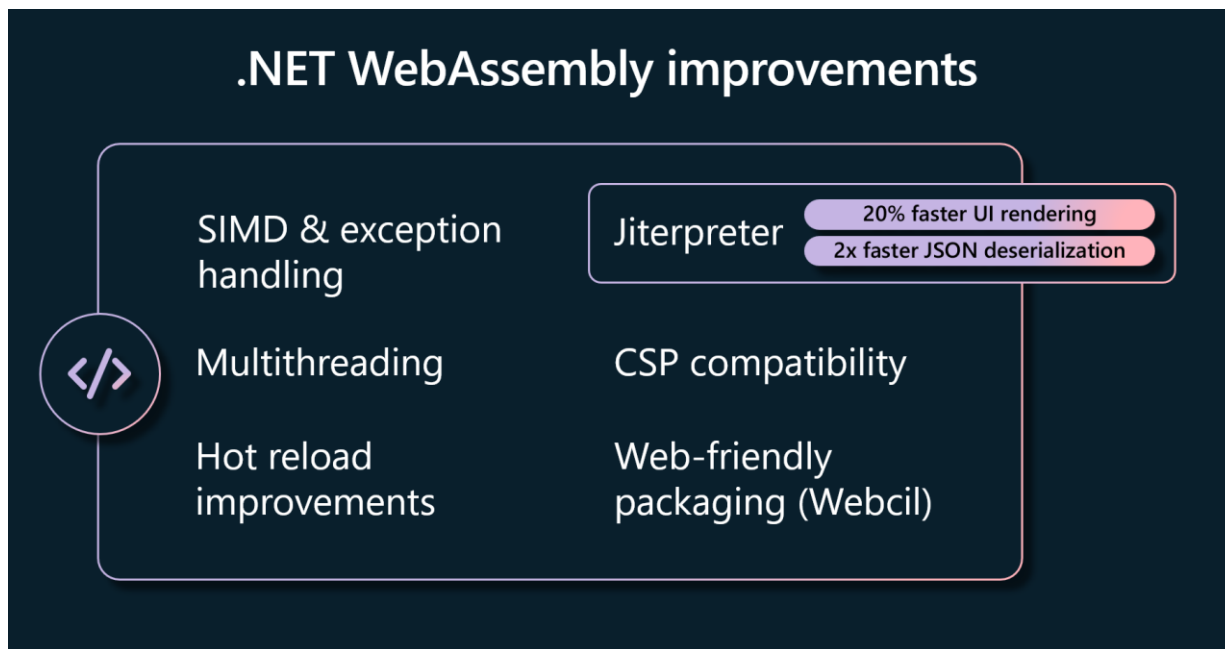 .NET WebAssembly improvements
SIMD & exception
handling
Jiterpreter
20% faster UI rendering
2x faster JSON deserialization
</>
Multithreading
CSP compatibility
Hot reload
improvements
Web-friendly
packaging (Webcil)